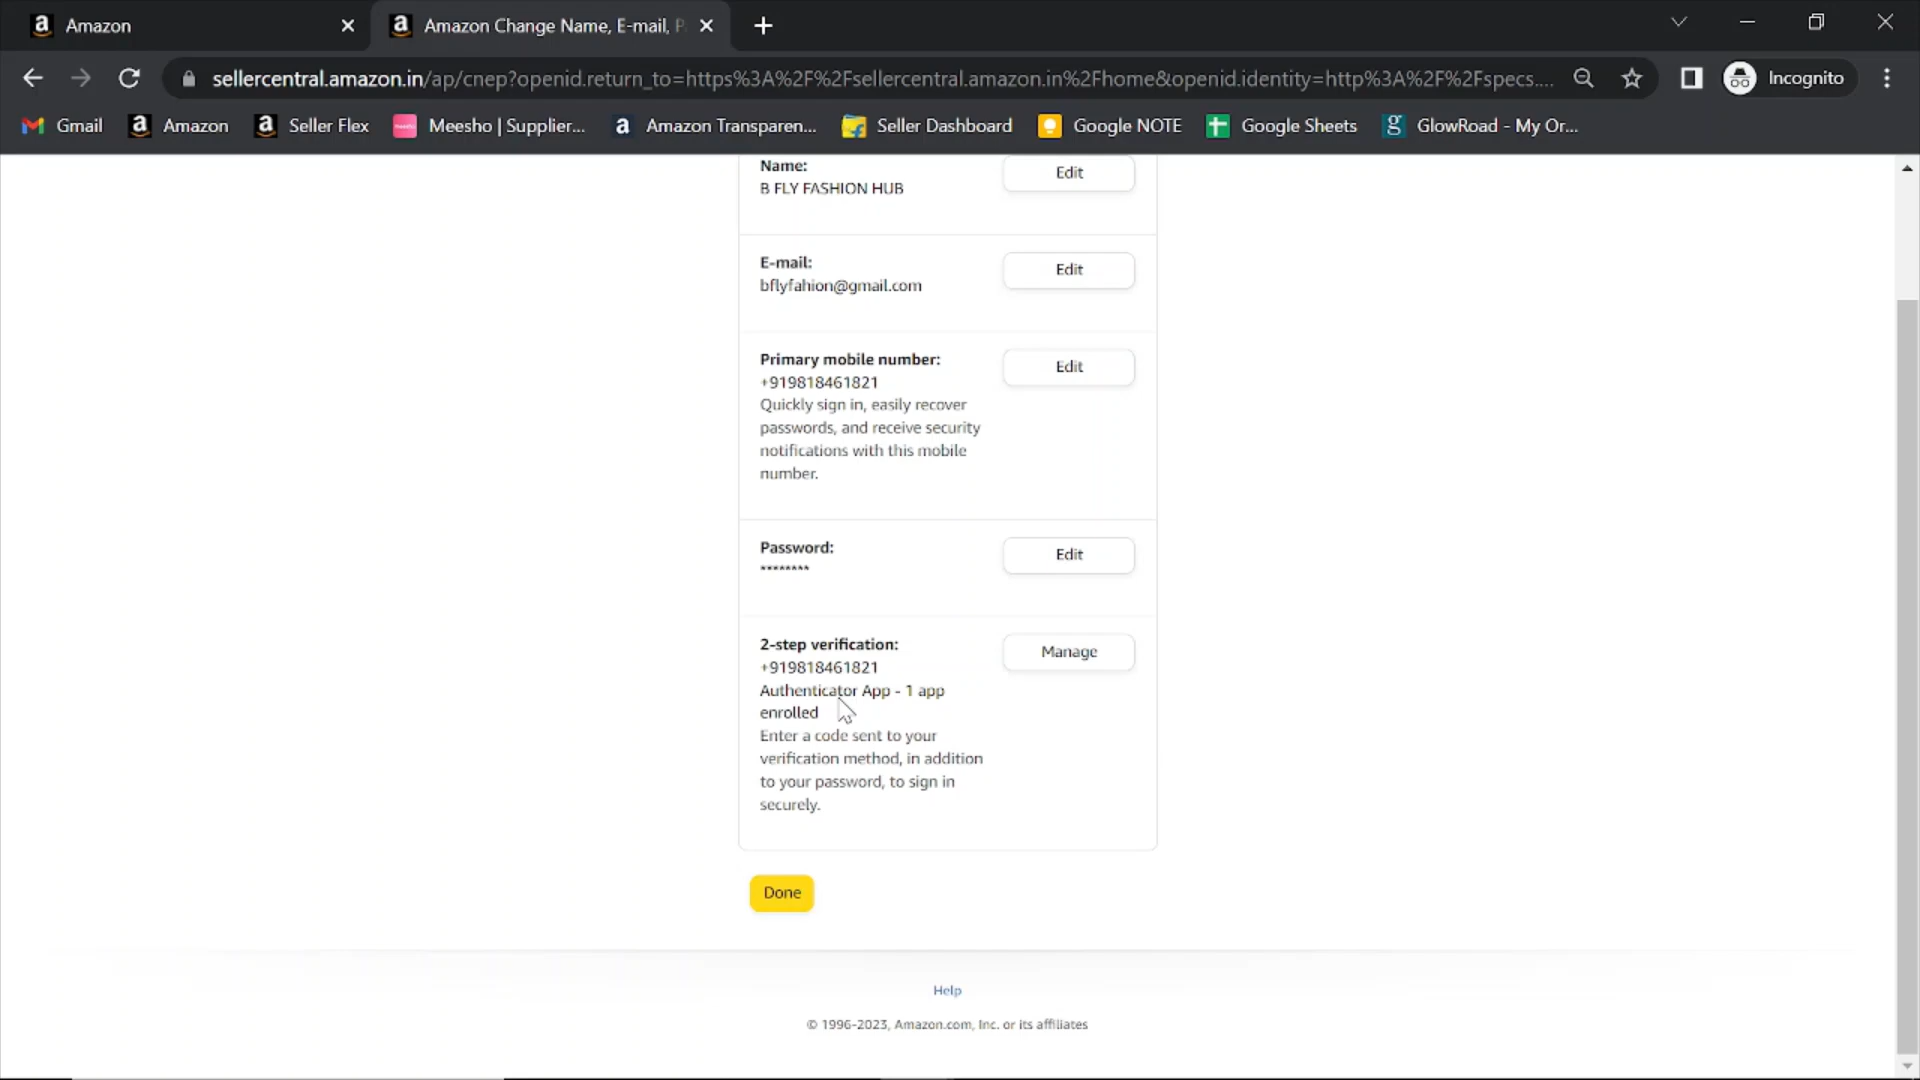 Amazon
Amazon Change Name, E-mail, P
sellercentral.amazon.in/ap/cnep?openid.return_to=https%3A%2F%2Fsellercentral.amazon.in%2Fhome&openid.identity=http%3A%2F%2Fspecs....
Incognito
Gmail
Amazon
Seller Flex
Meesho | Supplier...
Amazon Transparen...
Seller Dashboard
Google NOTE
Google Sheets
GlowRoad - My Or...
Name:
B FLY FASHION HUB
Edit
E-mail:
bflyfahion@gmail.com
Edit
Primary mobile number:
+919818461821
Quickly sign in, easily recover
passwords, and receive security
notifications with this mobile
number.
Edit
Password:
********
Edit
2-step verification:
+919818461821
Authenticator App - 1 app
enrolled
Enter a code sent to your
verification method, in addition
to your password, to sign in
securely.
Manage
Done
Help
© 1996-2023, Amazon.com, Inc. or its affiliates